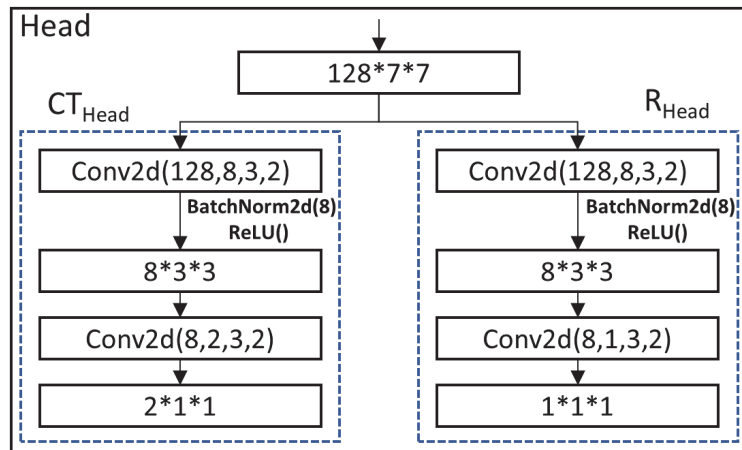 Head
128*7*7
CT_Head
Conv2d(128,8,3,2)
BatchNorm2d(8)
ReLU()
8*3*3
Conv2d(8,2,3,2)
2*1*1
R_Head
Conv2d(128,8,3,2)
BatchNorm2d(8)
ReLU()
8*3*3
Conv2d(8,1,3,2)
1*1*1